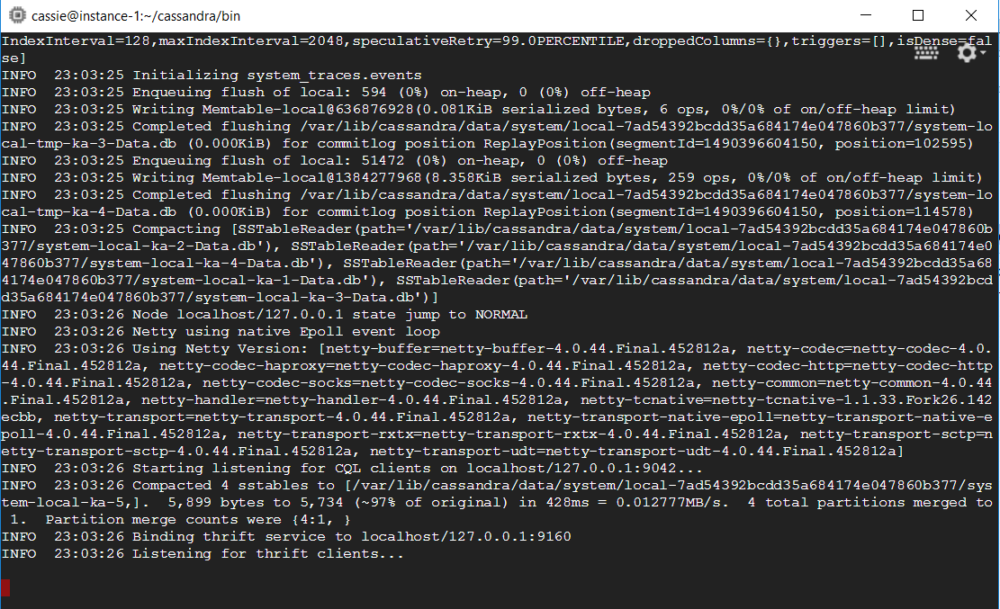 cassie@instance-1:~/cassandra/bin
IndexInterval=128,maxIndexInterval=2048,speculativeRetry=99.0PERCENTILE,droppedColumns={},triggers=[],isDense=fal
se]
INFO  23:03:25 Initializing system_traces.events
INFO  23:03:25 Enqueuing flush of local: 594 (0%) on-heap, 0 (0%) off-heap
INFO  23:03:25 Writing Memtable-local@636876928(0.081KiB serialized bytes, 6 ops, 0%/0% of on/off-heap limit)
INFO  23:03:25 Completed flushing /var/lib/cassandra/data/system/local-7ad54392bcdd35a684174e047860b377/system-lo
cal-tmp-ka-3-Data.db (0.000KiB) for commitlog position ReplayPosition(segmentId=1490396604150, position=102595)
INFO  23:03:25 Enqueuing flush of local: 51472 (0%) on-heap, 0 (0%) off-heap
INFO  23:03:25 Writing Memtable-local@1384277968(8.358KiB serialized bytes, 259 ops, 0%/0% of on/off-heap limit)
INFO  23:03:25 Completed flushing /var/lib/cassandra/data/system/local-7ad54392bcdd35a684174e047860b377/system-lo
cal-tmp-ka-4-Data.db (0.000KiB) for commitlog position ReplayPosition(segmentId=1490396604150, position=114578)
INFO  23:03:25 Compacting [SSTableReader(path='/var/lib/cassandra/data/system/local-7ad54392bcdd35a684174e047860b
377/system-local-ka-2-Data.db'), SSTableReader(path='/var/lib/cassandra/data/system/local-7ad54392bcdd35a684174e0
47860b377/system-local-ka-4-Data.db'), SSTableReader(path='/var/lib/cassandra/data/system/local-7ad54392bcdd35a68
4174e047860b377/system-local-ka-1-Data.db'), SSTableReader(path='/var/lib/cassandra/data/system/local-7ad54392bcd
d35a684174e047860b377/system-local-ka-3-Data.db')]
INFO  23:03:26 Node localhost/127.0.0.1 state jump to NORMAL
INFO  23:03:26 Netty using native Epoll event loop
INFO  23:03:26 Using Netty Version: [netty-buffer=netty-buffer-4.0.44.Final.452812a, netty-codec=netty-codec-4.0.
44.Final.452812a, netty-codec-haproxy=netty-codec-haproxy-4.0.44.Final.452812a, netty-codec-http=netty-codec-http
-4.0.44.Final.452812a, netty-codec-socks=netty-codec-socks-4.0.44.Final.452812a, netty-common=netty-common-4.0.44
.Final.452812a, netty-handler=netty-handler-4.0.44.Final.452812a, netty-tcnative=netty-tcnative-1.1.33.Fork26.142
ecbb, netty-transport=netty-transport-4.0.44.Final.452812a, netty-transport-native-epoll=netty-transport-native-e
poll-4.0.44.Final.452812a, netty-transport-rxtx=netty-transport-rxtx-4.0.44.Final.452812a, netty-transport-sctp=n
etty-transport-sctp-4.0.44.Final.452812a, netty-transport-udt=netty-transport-udt-4.0.44.Final.452812a]
INFO  23:03:26 Starting listening for CQL clients on localhost/127.0.0.1:9042...
INFO  23:03:26 Compacted 4 sstables to [/var/lib/cassandra/data/system/local-7ad54392bcdd35a684174e047860b377/sys
tem-local-ka-5,].  5,899 bytes to 5,734 (~97% of original) in 428ms = 0.012777MB/s.  4 total partitions merged to
 1.  Partition merge counts were {4:1, }
INFO  23:03:26 Binding thrift service to localhost/127.0.0.1:9160
INFO  23:03:26 Listening for thrift clients...